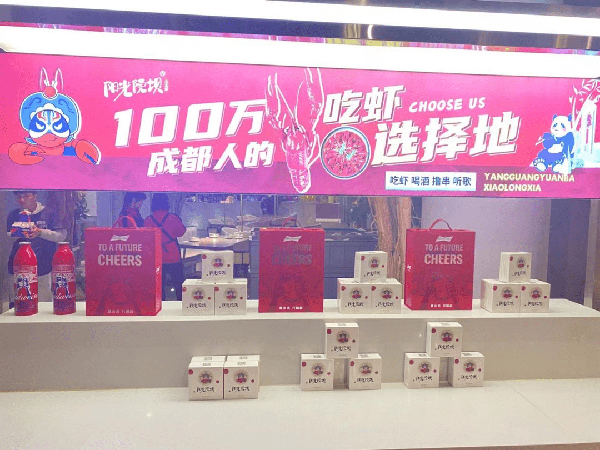 阳光院坝
100万
成都人的
吃虾
CHOOSE US
选择地
吃虾 喝酒 撸串 听歌
YANGGUANGYUANBA
XIAOLONGXIA
TO A FUTURE
CHEERS
TO A FUTURE
CHEERS
TO A FUTURE
CHEERS